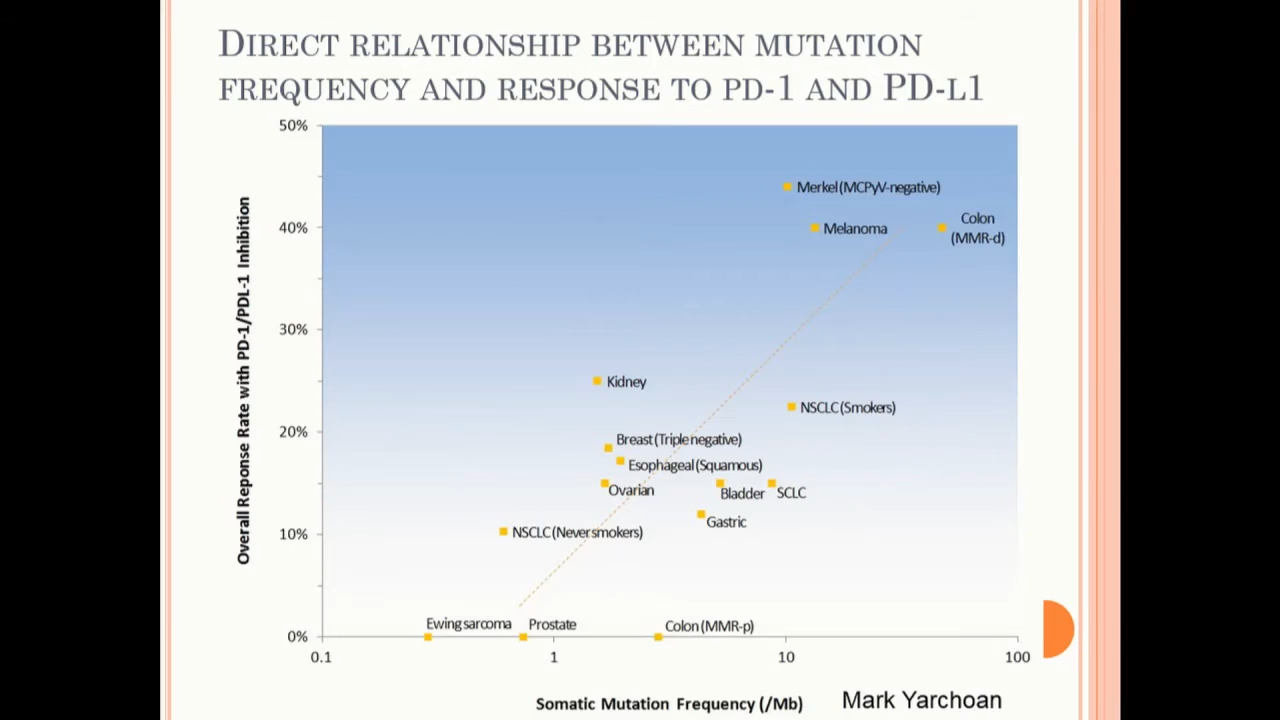 DIRECT RELATIONSHIP BETWEEN MUTATION
FREQUENCY AND RESPONSE TO PD-1 AND PD-L1
50%
40%
30%
20%
10%
0%
Overall Reponse Rate with PD-1/PDL-1 Inhibition
Merkel (MCPyV-negative)
Melanoma
Colon
(MMR-d)
Kidney
NSCLC (Smokers)
Breast (Triple negative)
Esophageal (Squamous)
Ovarian
Bladder
SCLC
Gastric
NSCLC (Never smokers)
Ewing sarcoma
Prostate
Colon (MMR-p)
0.1
1
10
100
Somatic Mutation Frequency (/Mb)
Mark Yarchoan